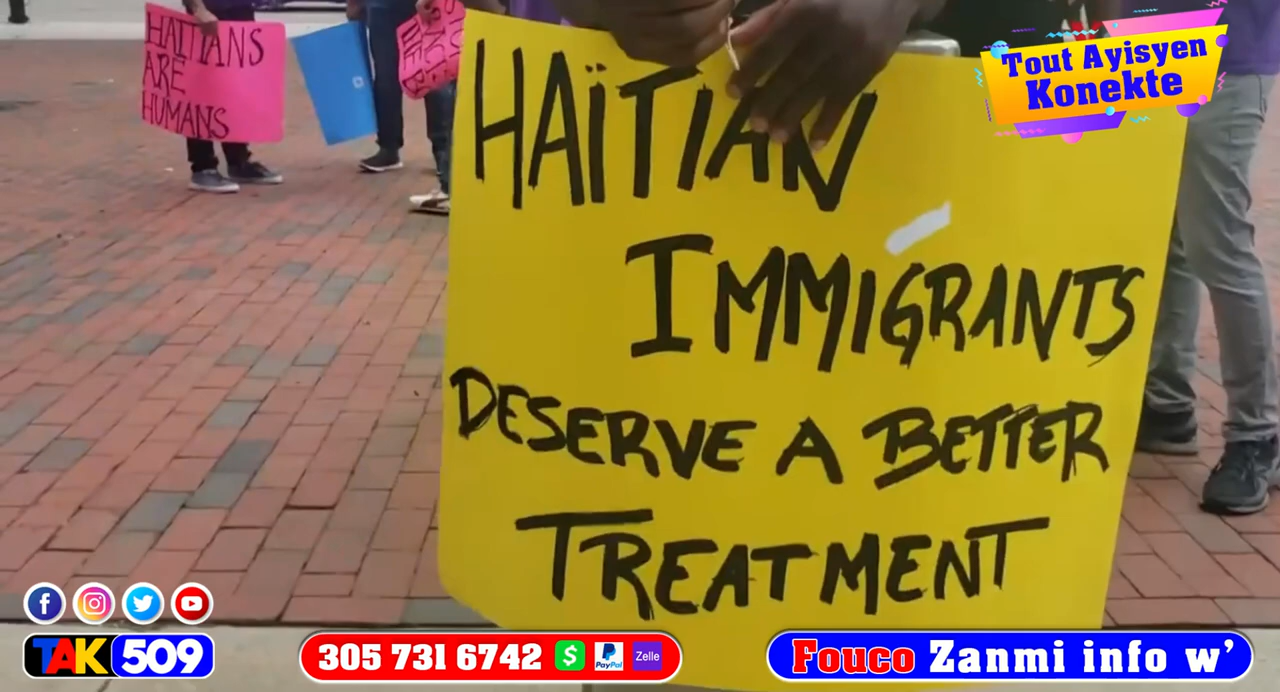 HAITIANS
ARE
HUMANS
HAÏTIAN
IMMIGRANTS
DESERVE A BETTER
TREATMENT
Tout Ayisyen
Konekte
TAK 509
305 731 6742 $ PayPal Zelle
Fouco Zanmi info w'